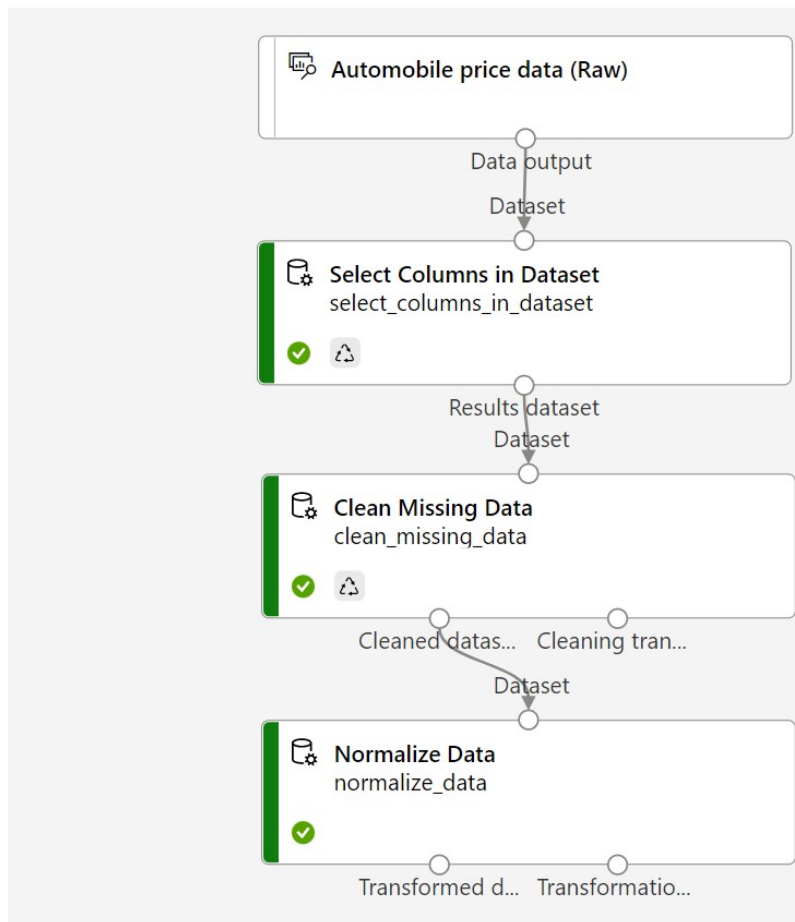 Automobile price data (Raw)
Data output
Dataset
Select Columns in Dataset
select_columns_in_dataset
Results dataset
Dataset
Clean Missing Data
clean_missing_data
Cleaned datas... Cleaning tran...
Dataset
Normalize Data
normalize_data
Transformed d... Transformatio...